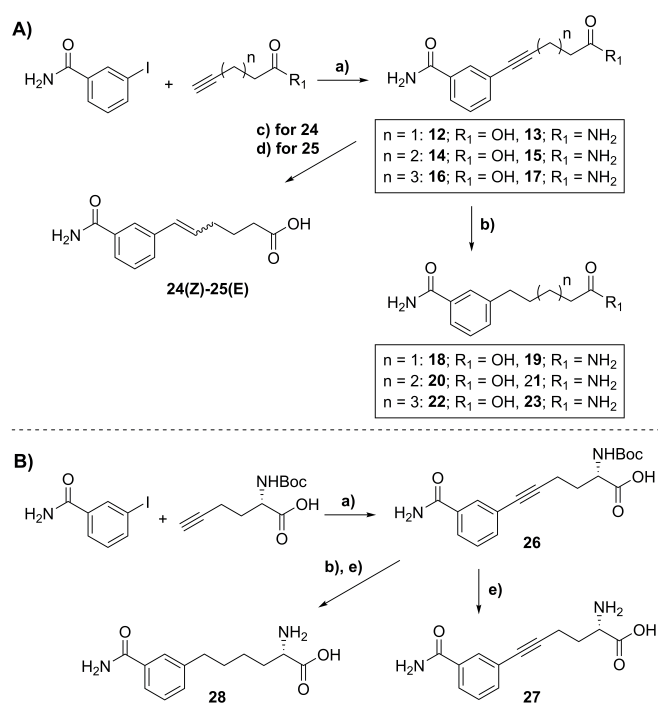 A)
O
H2N
I
+
n
O
R1
a)
O
H2N
n
O
R1
c) for 24
d) for 25
n = 1: 12; R1 = OH, 13; R1 = NH2
n = 2: 14; R1 = OH, 15; R1 = NH2
n = 3: 16; R1 = OH, 17; R1 = NH2
O
H2N
OH
O
24(Z)-25(E)
b)
O
H2N
n
O
R1
n = 1: 18; R1 = OH, 19; R1 = NH2
n = 2: 20; R1 = OH, 21; R1 = NH2
n = 3: 22; R1 = OH, 23; R1 = NH2
B)
O
H2N
I
+
NHBoc
OH
O
a)
NHBoc
OH
O
O
H2N
26
b), e)
e)
O
H2N
NH2
OH
O
28
O
H2N
NH2
OH
O
27